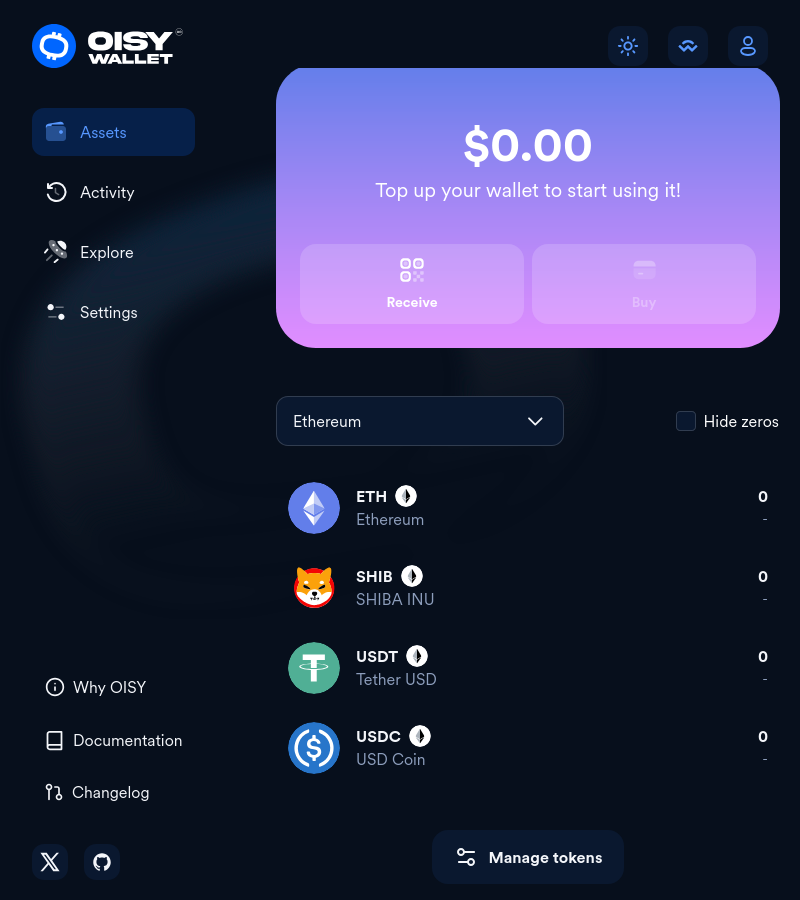 OISY
WALLET
Assets
Activity
Explore
Settings
$0.00
Top up your wallet to start using it!
Receive
Buy
Ethereum
Hide zeros
ETH
0
Ethereum
-
SHIB
0
SHIBA INU
-
USDT
0
Tether USD
-
USDC
0
USD Coin
-
Manage tokens
Why OISY
Documentation
Changelog